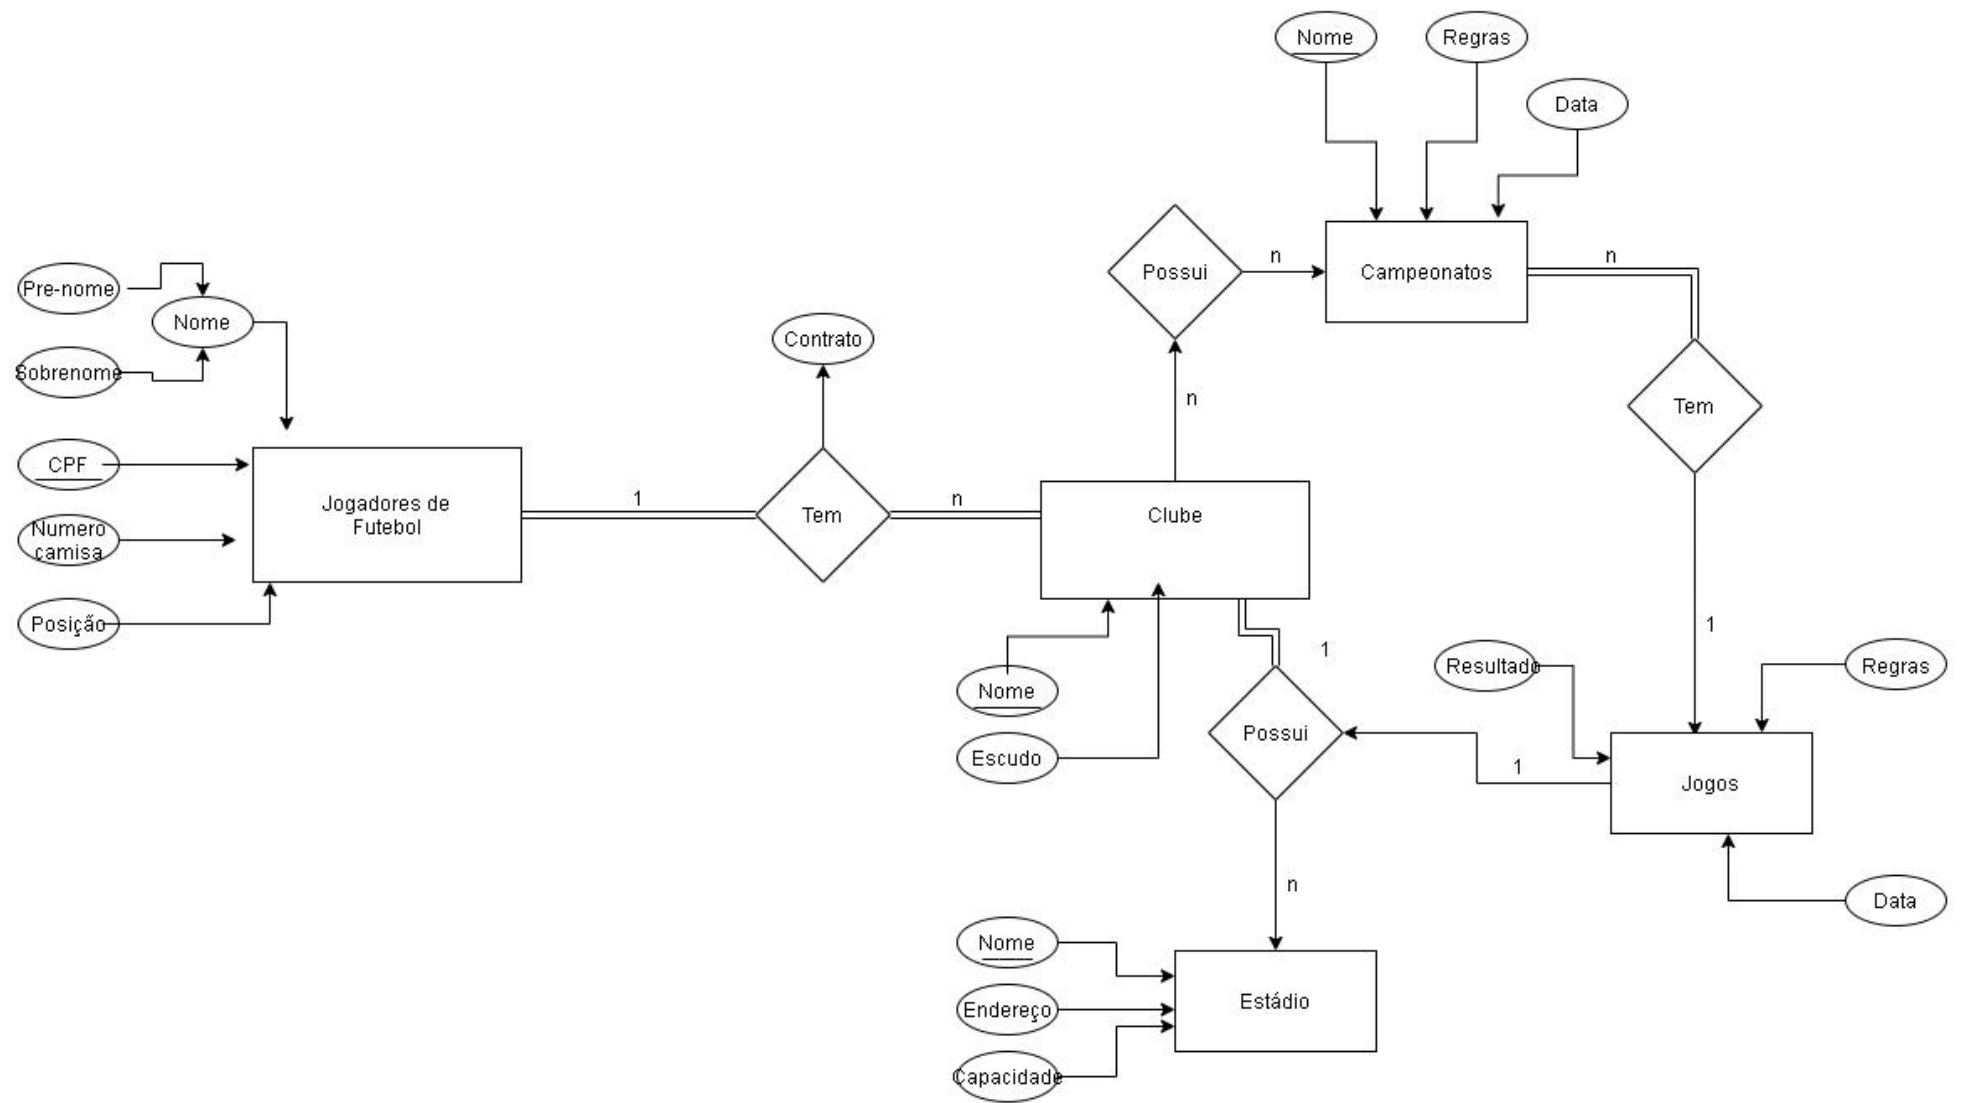 Nome
Regras
Data
Possui
n
Campeonatos
n
Pre-nome
Nome
Sobrenome
Contrato
n
Tem
CPF
Jogadores de
Futebol
1
Tem
n
Clube
Numero
camisa
Posição
1
1
Resultado
Regras
Nome
Possui
Escudo
1
Jogos
n
Data
Nome
Estádio
Endereço
Capacidade